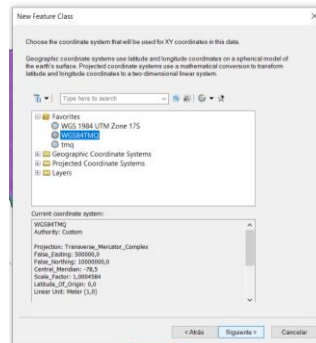 New Feature Class
Choose the coordinate system that will be used for XY coordinates in this data.
Geographic coordinate systems use latitude and longitude coordinates on a spherical model of
the earth's surface. Projected coordinate systems use a mathematical conversion to transform
latitude and longitude coordinates to a two-dimensional linear system.
Type here to search
Favorites
WGS 1984 UTM Zone 17S
WGS84TMQ
tmq
Geographic Coordinate Systems
Projected Coordinate Systems
Layers
Current coordinate system:
WGS84TMQ
Authority: Custom
Projection: Transverse_Mercator_Complex
False_Easting: 500000,0
False_Northing: 10000000,0
Central_Meridian: -78,5
Scale_Factor: 1,0004584
Latitude_Of_Origin: 0,0
Linear Unit: Meter (1,0)
< Atrás Siguiente > Cancelar